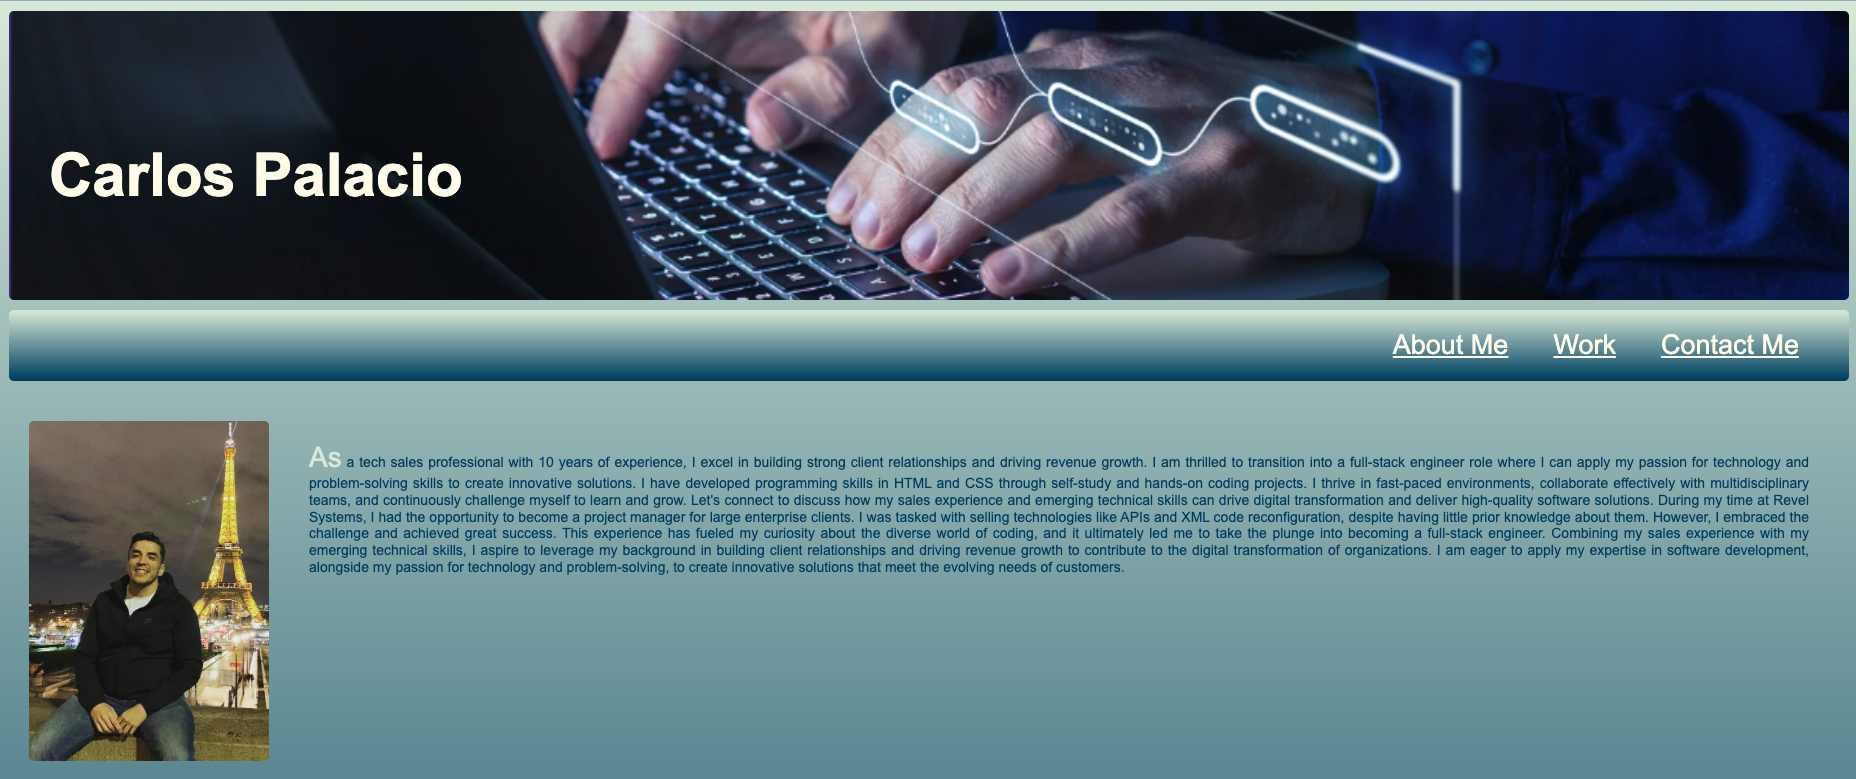 Carlos Palacio
About Me Work Contact Me
As a tech sales professional with 10 years of experience, I excel in building strong client relationships and driving revenue growth. I am thrilled to transition into a full-stack engineer role where I can apply my passion for technology and
problem-solving skills to create innovative solutions. I have developed programming skills in HTML and CSS through self-study and hands-on coding projects. I thrive in fast-paced environments, collaborate effectively with multidisciplinary
teams, and continuously challenge myself to learn and grow. Let's connect to discuss how my sales experience and emerging technical skills can drive digital transformation and deliver high-quality software solutions. During my time at Revel
Systems, I had the opportunity to become a project manager for large enterprise clients. I was tasked with selling technologies like APIs and XML code reconfiguration, despite having little prior knowledge about them. However, I embraced the
challenge and achieved great success. This experience has fueled my curiosity about the diverse world of coding, and it ultimately led me to take the plunge into becoming a full-stack engineer. Combining my sales experience with my
emerging technical skills, I aspire to leverage my background in building client relationships and driving revenue growth to contribute to the digital transformation of organizations. I am eager to apply my expertise in software development,
alongside my passion for technology and problem-solving, to create innovative solutions that meet the evolving needs of customers.